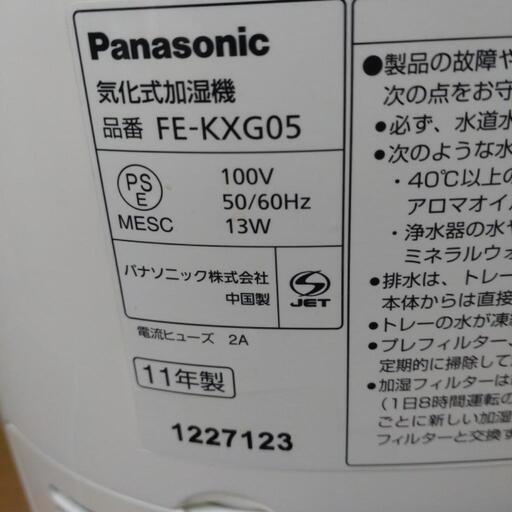 Panasonic
気化式加湿機
品番 FE-KXG05
PS
E
MESC
100V
50/60Hz
13W
パナソニック株式会社
中国製
JET
電流ヒューズ 2A
11年製
1227123
●製品の故障や
次の点をお守
●必ず、水道水
●次のような水
・40℃以上の
アロマオイル
・浄水器の水や
ミネラルウォ
●排水は、トレー
本体からは直接
●トレーの水が凍結
●プレフィルター、
定期的に掃除して
●加湿フィルターは
(1日8時間運転の
ごとに新しい加湿
フィルターと交換す